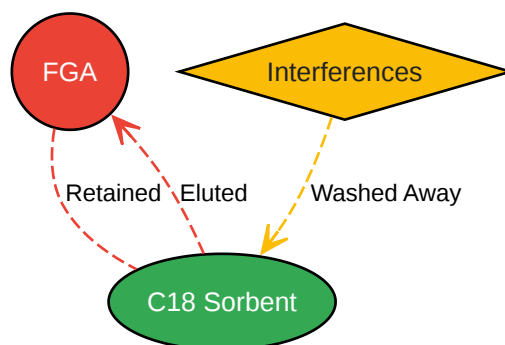 FGA
Interferences
Retained
Eluted
Washed Away
C18 Sorbent